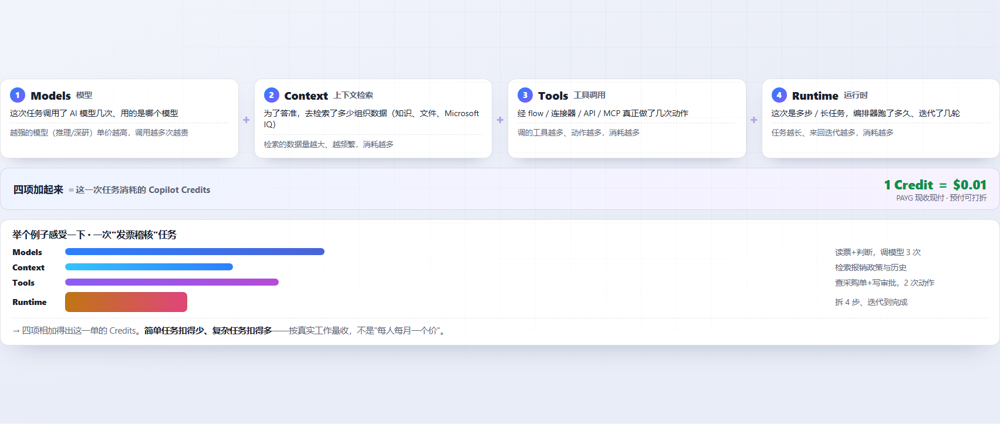 1 Models 模型
这次任务调用了 AI 模型几次、用的是哪个模型
越强的模型（推理/深研）单价越高，调用越多次越贵
+
2 Context 上下文检索
为了答准，去检索了多少组织数据（知识、文件、Microsoft
IQ）
检索的数据量越大、越频繁，消耗越多
+
3 Tools 工具调用
经 flow / 连接器 / API / MCP 真正做了几次动作
调的工具越多、动作越多，消耗越多
+
4 Runtime 运行时
这次是多步 / 长任务，编排器跑了多久、迭代了几轮
任务越长、来回迭代越多，消耗越多
四项加起来 = 这一次任务消耗的 Copilot Credits
1 Credit = $0.01
PAYG 现收现付 · 预付可打折
举个例子感受一下 · 一次"发票稽核"任务
Models 读票+判断，调模型 3 次
Context 检索报销政策与历史
Tools 查采购单+写审批，2 次动作
Runtime 拆 4 步、迭代到完成
→ 四项相加得出这一单的 Credits。简单任务扣得少、复杂任务扣得多——按真实工作量收，不是"每人每月一个价"。